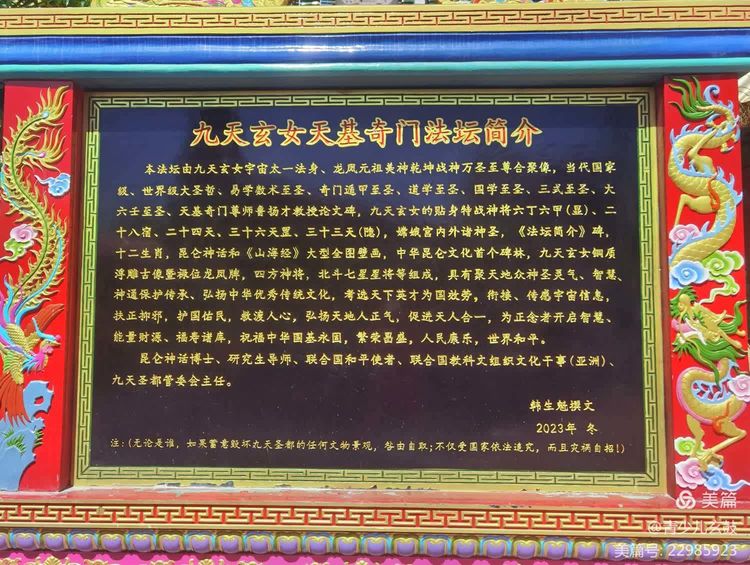 九天玄女天基奇门法坛简介
本法坛由九天玄女宇宙太一法身、龙凤元祖美神乾坤战神万圣至尊合聚像，当代国家
级、世界级大圣哲、易学数术至圣、奇门遁甲至圣、道学至圣、国学至圣、三式至圣、大
六壬至圣、天基奇门尊师鲁扬才教授论文碑，九天玄女的贴身特战神将六丁六甲(显)、二
十八宿、二十四天、三十六天罡、三十三天(隐)，嫦娥宫内外诸神圣，《法坛简介》碑，
十二生肖，昆仑神话和《山海经》大型金图壁画，中华昆仑文化首个碑林，九天玄女铜质
浮雕古像暨禄位龙凤牌，四方神将，北斗七星星将等组成，具有聚天地众神圣灵气、智慧、
神通保护传承、弘扬中华优秀传统文化，考选天下英才为国效劳，衔接、传感宇宙信息，
扶正抑邪，护国佑民，救渡人心，弘扬天地人正气，促进天人合一，为正念者开启智慧、
能量财源、福寿诸库，祝福中华国基永固，繁荣昌盛，人民康乐，世界和平。
昆仑神话博士、研究生导师、联合国和平使者、联合国教科文组织文化干事(亚洲)、
九天圣都管委会主任。
韩生魁撰文
2023年 冬
注：(无论是谁，如果蓄意毁坏九天圣都的任何文物景观，咎由自取；不仅受国家依法追究，而且灾祸自招！)
美篇
@青少儿玄鼓
美篇号: 22985923